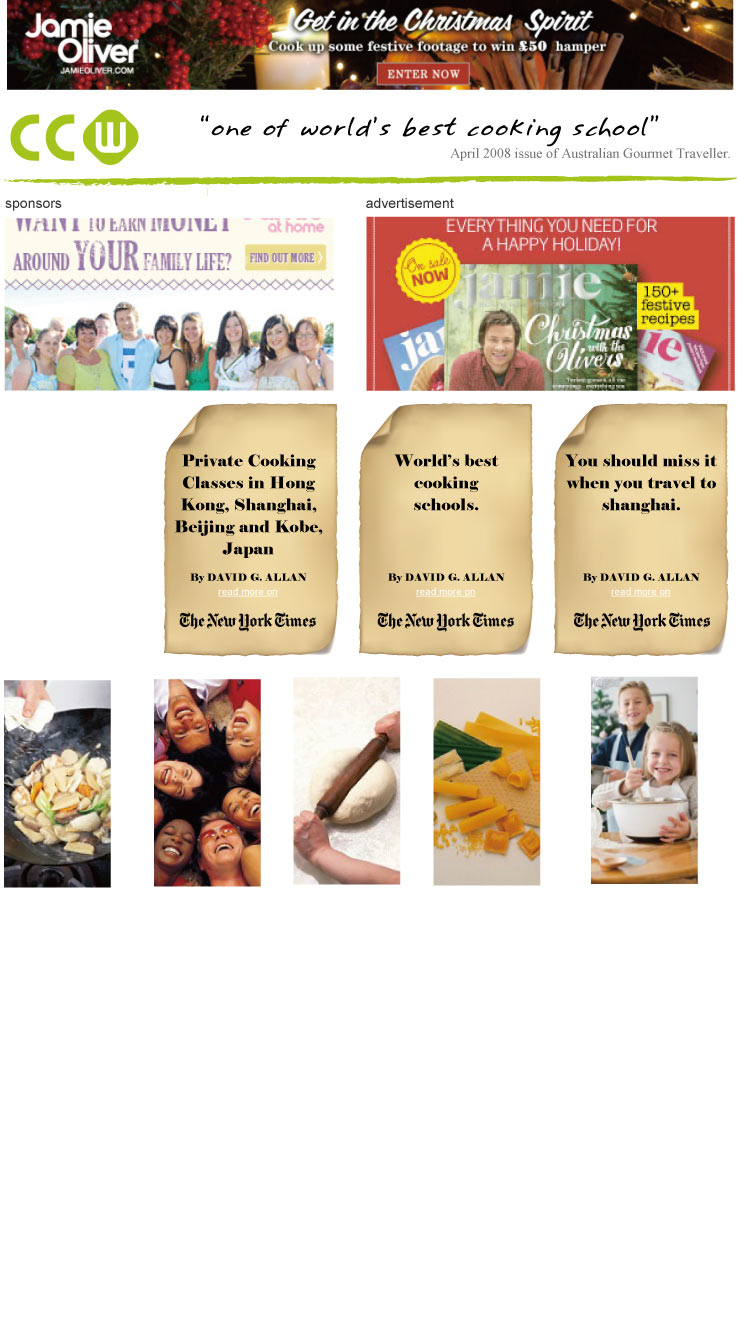 Jamie
Oliver
JAMIEOLIVER.COM
Get in the Christmas Spirit
Cook up some festive footage to win £50 hamper
ENTER NOW
CCW
"one of world's best cooking school"
April 2008 issue of Australian Gourmet Traveller.
sponsors
advertisement
WANT TO EARN MONEY
at home
AROUND YOUR FAMILY LIFE?
FIND OUT MORE
EVERYTHING YOU NEED FOR
A HAPPY HOLIDAY!
On sale
NOW
jamie
150+
festive
recipes
Christmas
with the
Olivers
Private Cooking
Classes in Hong
Kong, Shanghai,
Beijing and Kobe,
Japan
By DAVID G. ALLAN
read more on
The New York Times
World's best
cooking
schools.
By DAVID G. ALLAN
read more on
The New York Times
You should miss it
when you travel to
shanghai.
By DAVID G. ALLAN
read more on
The New York Times